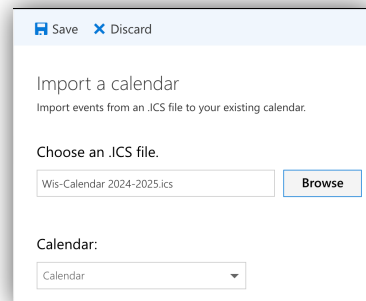 Save Discard
Import a calendar
Import events from an .ICS file to your existing calendar.
Choose an .ICS file.
Wis-Calendar 2024-2025.ics Browse
Calendar:
Calendar